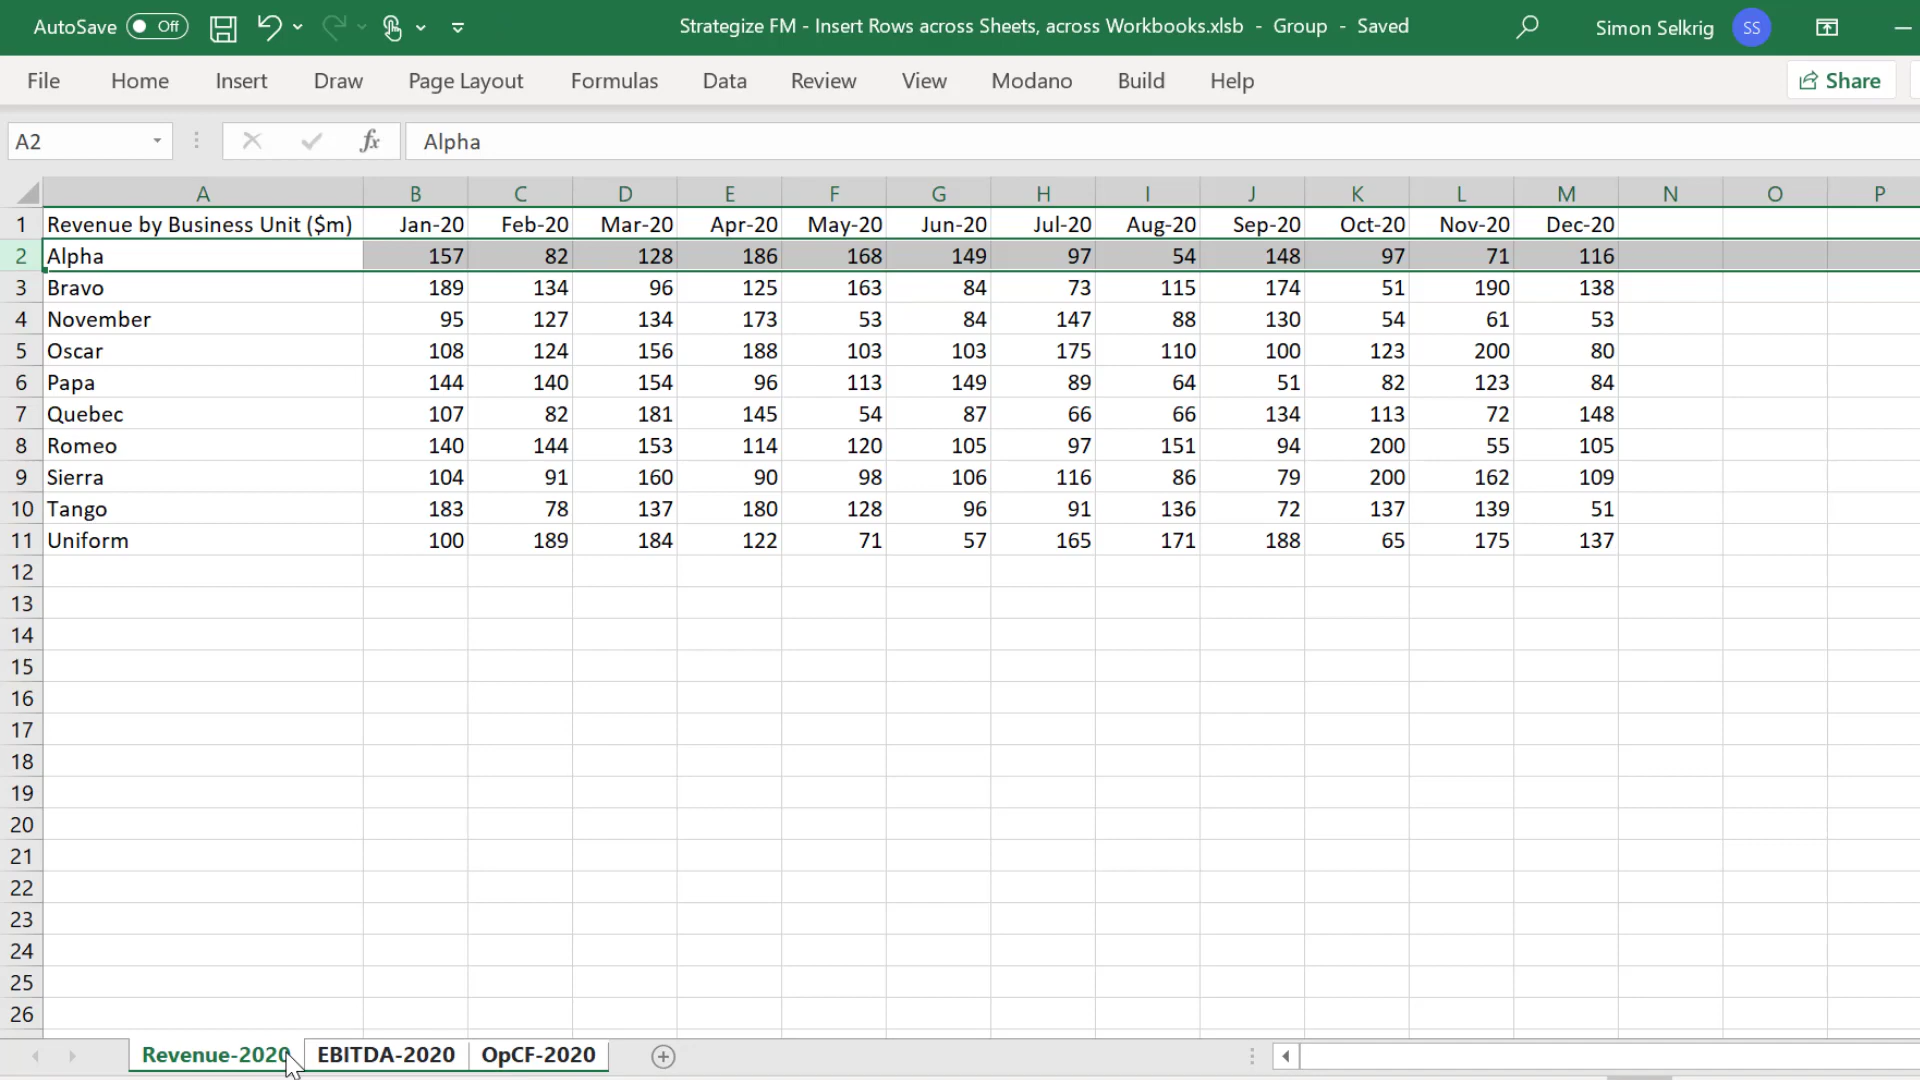 AutoSave Off Strategize FM - Insert Rows across Sheets, across Workbooks.xlsb - Group - Saved Simon Selkrig SS
File Home Insert Draw Page Layout Formulas Data Review View Modano Build Help Share
A2 fx Alpha
A B C D E F G H I J K L M N O P
1 Revenue by Business Unit ($m) Jan-20 Feb-20 Mar-20 Apr-20 May-20 Jun-20 Jul-20 Aug-20 Sep-20 Oct-20 Nov-20 Dec-20
2 Alpha 157 82 128 186 168 149 97 54 148 97 71 116
3 Bravo 189 134 96 125 163 84 73 115 174 51 190 138
4 November 95 127 134 173 53 84 147 88 130 54 61 53
5 Oscar 108 124 156 188 103 103 175 110 100 123 200 80
6 Papa 144 140 154 96 113 149 89 64 51 82 123 84
7 Quebec 107 82 181 145 54 87 66 66 134 113 72 148
8 Romeo 140 144 153 114 120 105 97 151 94 200 55 105
9 Sierra 104 91 160 90 98 106 116 86 79 200 162 109
10 Tango 183 78 137 180 128 96 91 136 72 137 139 51
11 Uniform 100 189 184 122 71 57 165 171 188 65 175 137
12
13
14
15
16
17
18
19
20
21
22
23
24
25
26
Revenue-2020 EBITDA-2020 OpCF-2020